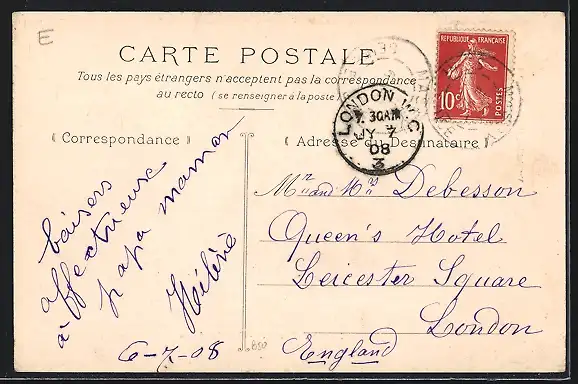 E
CARTE POSTALE
Tous les pays étrangers n'acceptent pas la correspondance
au recto (se renseigner à la poste)
REPUBLIQUE FRANÇAISE
10c
POSTES
LONDON W.C
7.30AM
JY 7
08
3
Correspondance
baisers
affectueux
à papa maman
Hélène
6-7-08
Adresse du Destinataire
Mr and Mrs Debesson
Queen's Hotel
Leicester Square
London
England